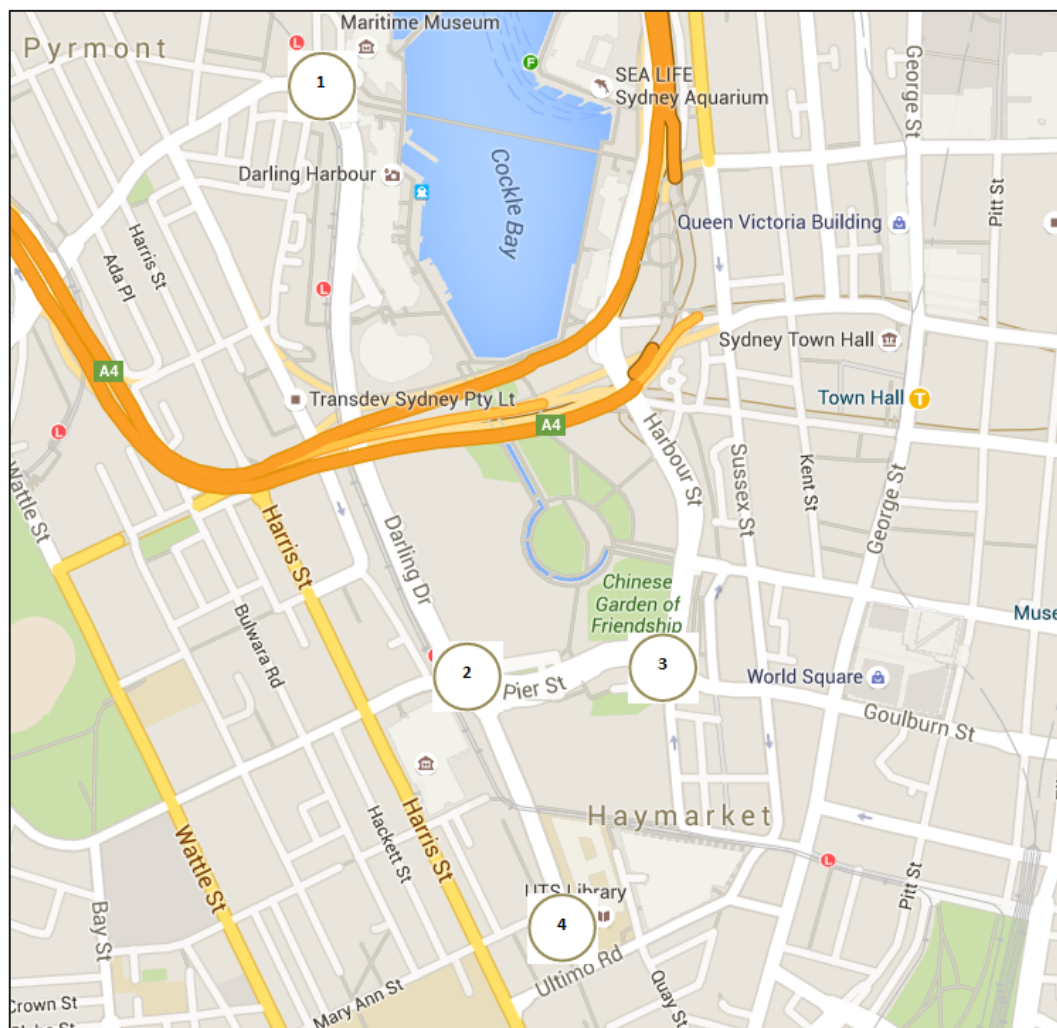 Pyrmont
L
Maritime Museum
1
F
SEA LIFE
Sydney Aquarium
George St
Darling Harbour
Cockle Bay
Pitt St
Queen Victoria Building
Harris St
Ada Pl
L
A4
Sydney Town Hall
Transdev Sydney Pty Lt
Town Hall
T
L
A4
Harbour St
Sussex St
Kent St
George St
Wattle St
Harris St
Darling Dr
Chinese
Garden of
Friendship
Bulwara Rd
Muse
2
3
Pier St
World Square
Goulburn St
Haymarket
Hackett St
Harris St
Wattle St
L
Pitt St
UTS Library
4
Bay St
Ultimo Rd
Quay St
Mary Ann St
Crown St